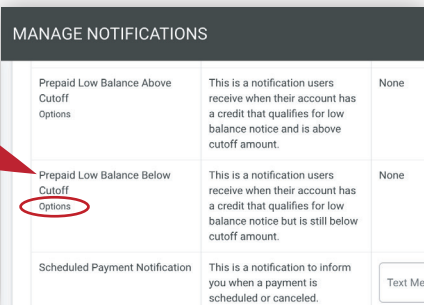 MANAGE NOTIFICATIONS
Prepaid Low Balance Above
Cutoff
Options
This is a notification users
receive when their account has
a credit that qualifies for low
balance notice and is above
cutoff amount.
None
Prepaid Low Balance Below
Cutoff
Options
This is a notification users
receive when their account has
a credit that qualifies for low
balance notice but is still below
cutoff amount.
None
Scheduled Payment Notification
This is a notification to inform
you when a payment is
scheduled or canceled.
Text Me